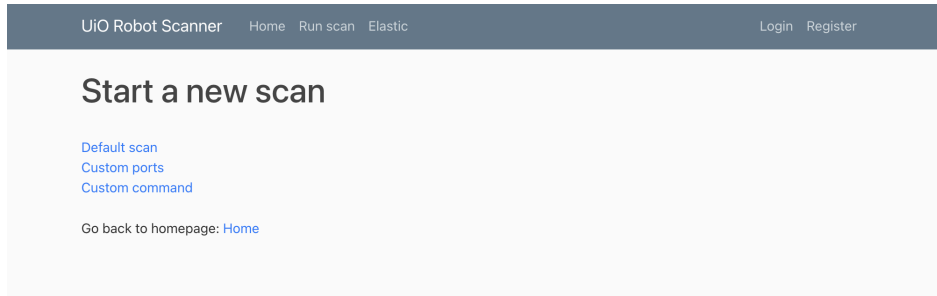 UiO Robot Scanner Home Run scan Elastic Login Register
Start a new scan
Default scan
Custom ports
Custom command
Go back to homepage: Home